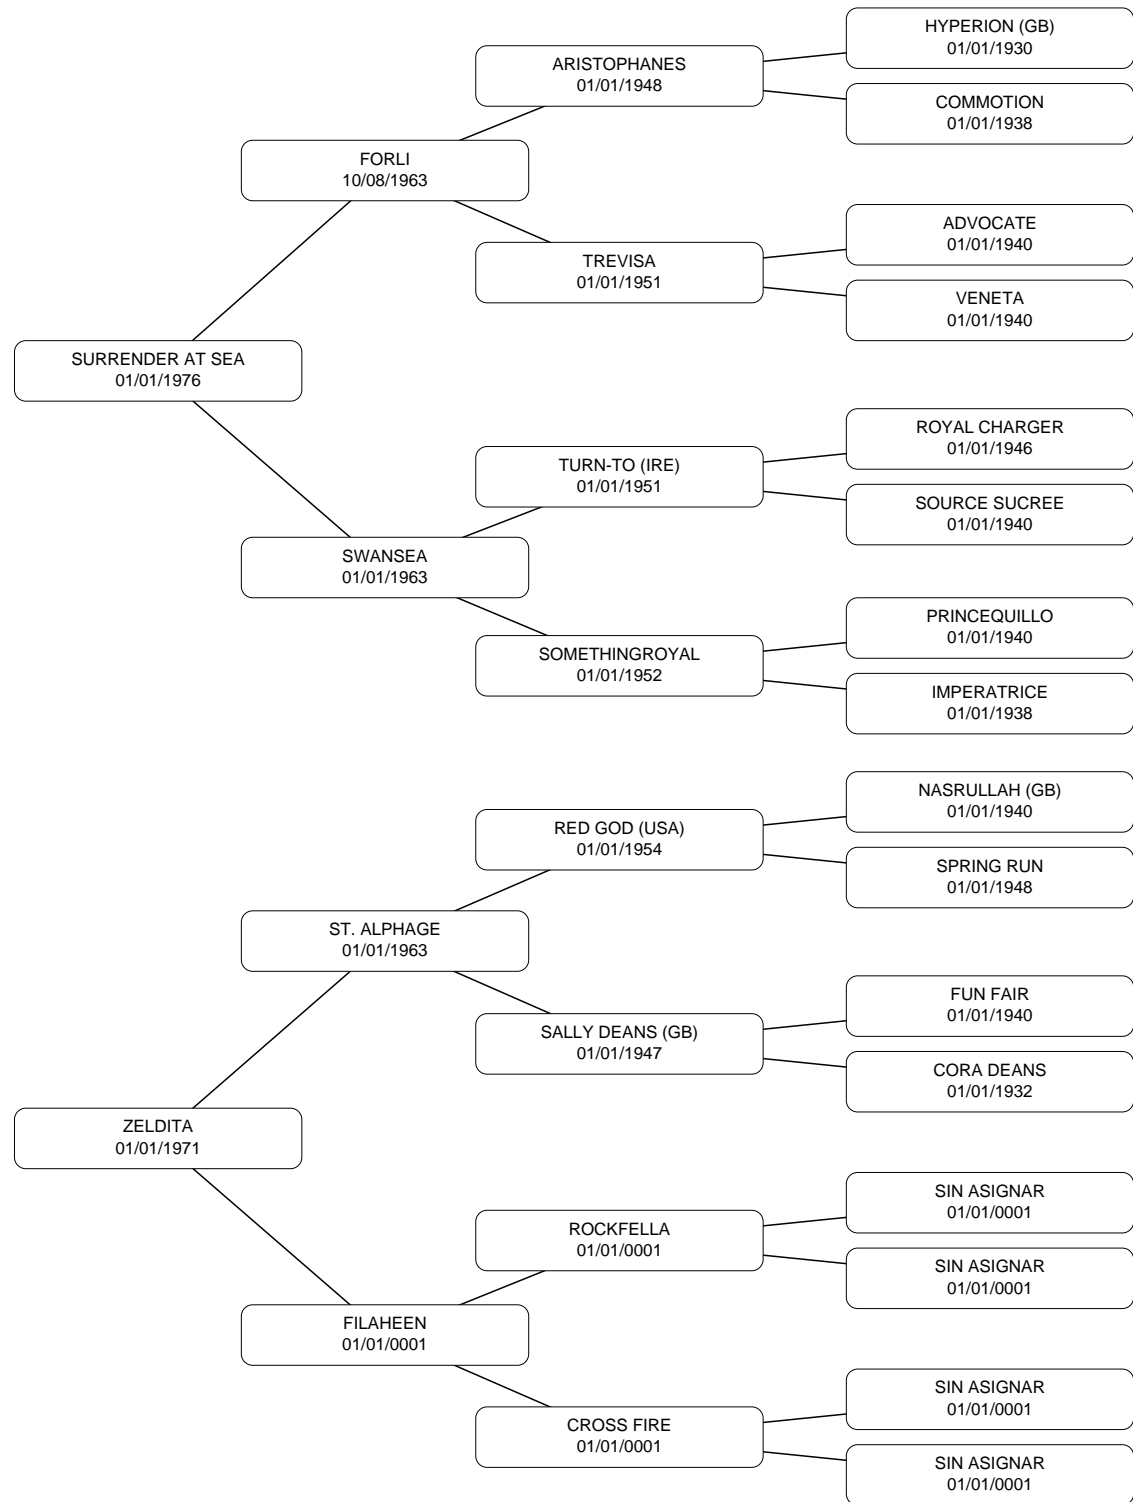 HYPERION (GB)
01/01/1930
ARISTOPHANES
01/01/1948
COMMOTION
01/01/1938
FORLI
10/08/1963
ADVOCATE
01/01/1940
TREVISA
01/01/1951
VENETA
01/01/1940
SURRENDER AT SEA
01/01/1976
ROYAL CHARGER
01/01/1946
TURN-TO (IRE)
01/01/1951
SOURCE SUCREE
01/01/1940
SWANSEA
01/01/1963
PRINCEQUILLO
01/01/1940
SOMETHINGROYAL
01/01/1952
IMPERATRICE
01/01/1938
NASRULLAH (GB)
01/01/1940
RED GOD (USA)
01/01/1954
SPRING RUN
01/01/1948
ST. ALPHAGE
01/01/1963
FUN FAIR
01/01/1940
SALLY DEANS (GB)
01/01/1947
CORA DEANS
01/01/1932
ZELDITA
01/01/1971
SIN ASIGNAR
01/01/0001
ROCKFELLA
01/01/0001
SIN ASIGNAR
01/01/0001
FILAHEEN
01/01/0001
SIN ASIGNAR
01/01/0001
CROSS FIRE
01/01/0001
SIN ASIGNAR
01/01/0001